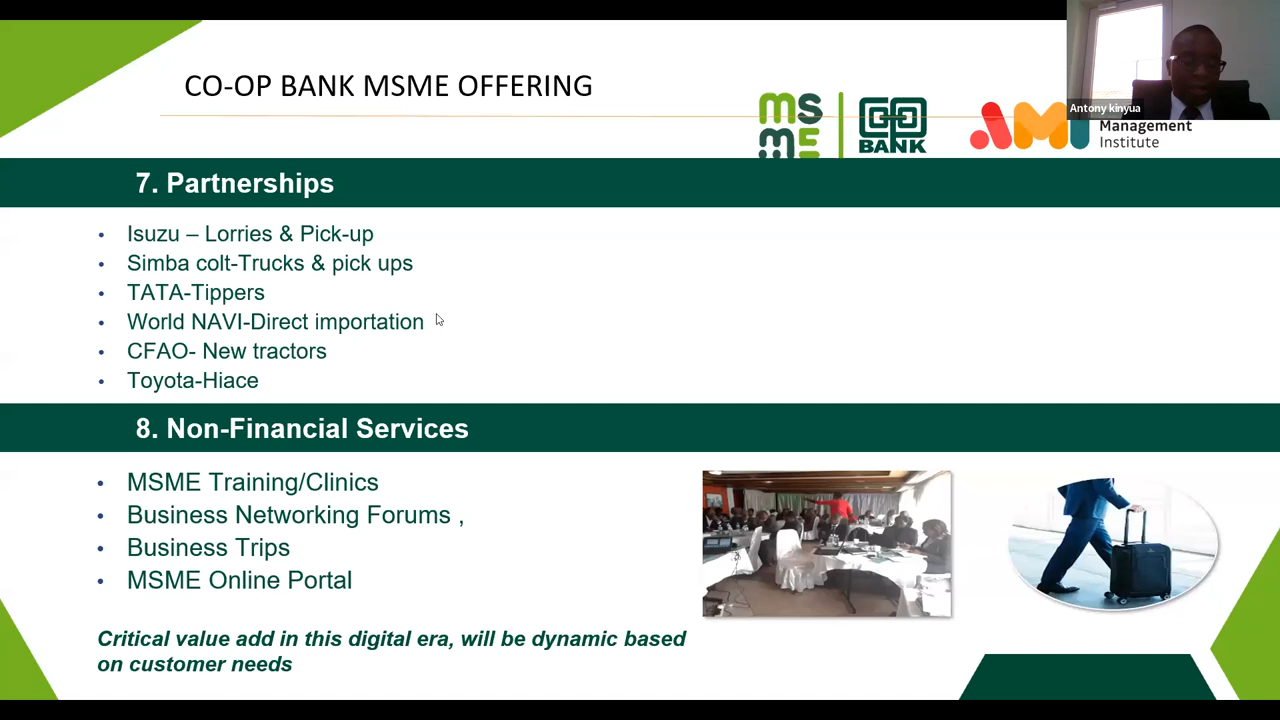 CO-OP BANK MSME OFFERING
MSME
BANK
AMI
Management
Institute
Antony kinyua
7. Partnerships
• Isuzu – Lorries & Pick-up
• Simba colt-Trucks & pick ups
• TATA-Tippers
• World NAVI-Direct importation
• CFAO- New tractors
• Toyota-Hiace
8. Non-Financial Services
• MSME Training/Clinics
• Business Networking Forums ,
• Business Trips
• MSME Online Portal
Critical value add in this digital era, will be dynamic based
on customer needs